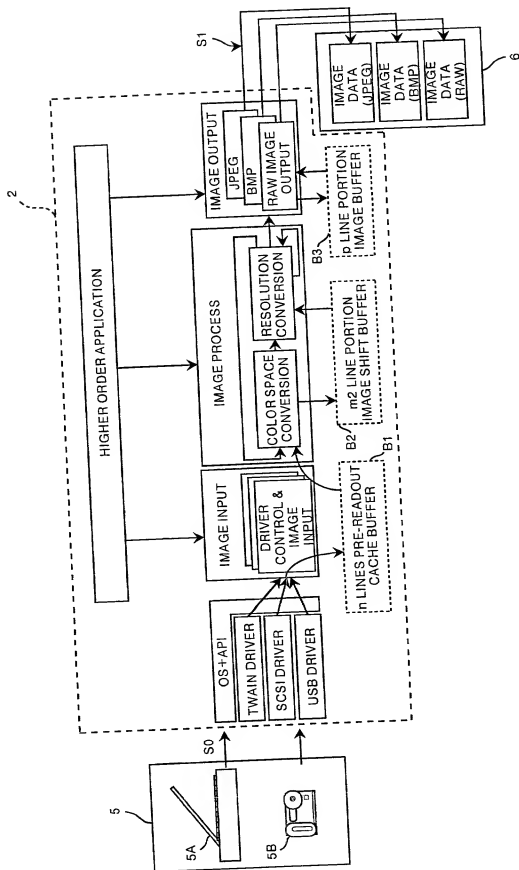 2
HIGHER ORDER APPLICATION
5
5A
5B
S0
OS+API
TWAIN DRIVER
SCSI DRIVER
USB DRIVER
IMAGE INPUT
DRIVER
CONTROL &
IMAGE
INPUT
IMAGE PROCESS
COLOR SPACE
CONVERSION
RESOLUTION
CONVERSION
IMAGE OUTPUT
JPEG
BMP
RAW IMAGE
OUTPUT
S1
IMAGE
DATA
(JPEG)
IMAGE
DATA
(BMP)
IMAGE
DATA
(RAW)
6
n LINES PRE-READOUT
CACHE BUFFER
B1
m2 LINE PORTION
IMAGE SHIFT BUFFER
B2
p LINE PORTION
IMAGE BUFFER
B3